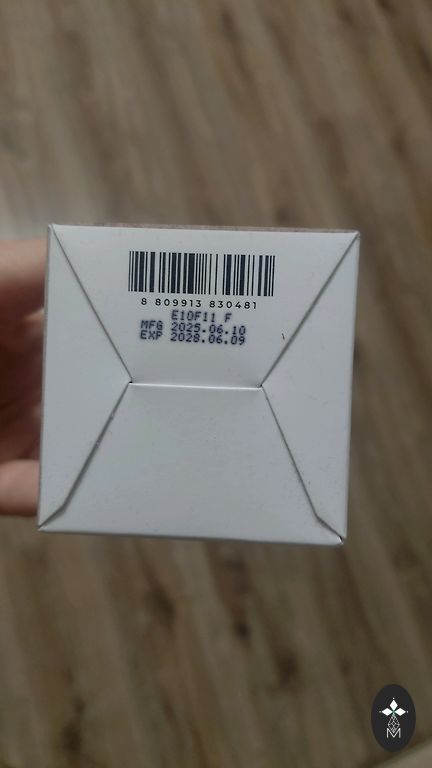 8 809913 830481
E10F11 F
MFG 2025.06.10
EXP 2028.06.09
M